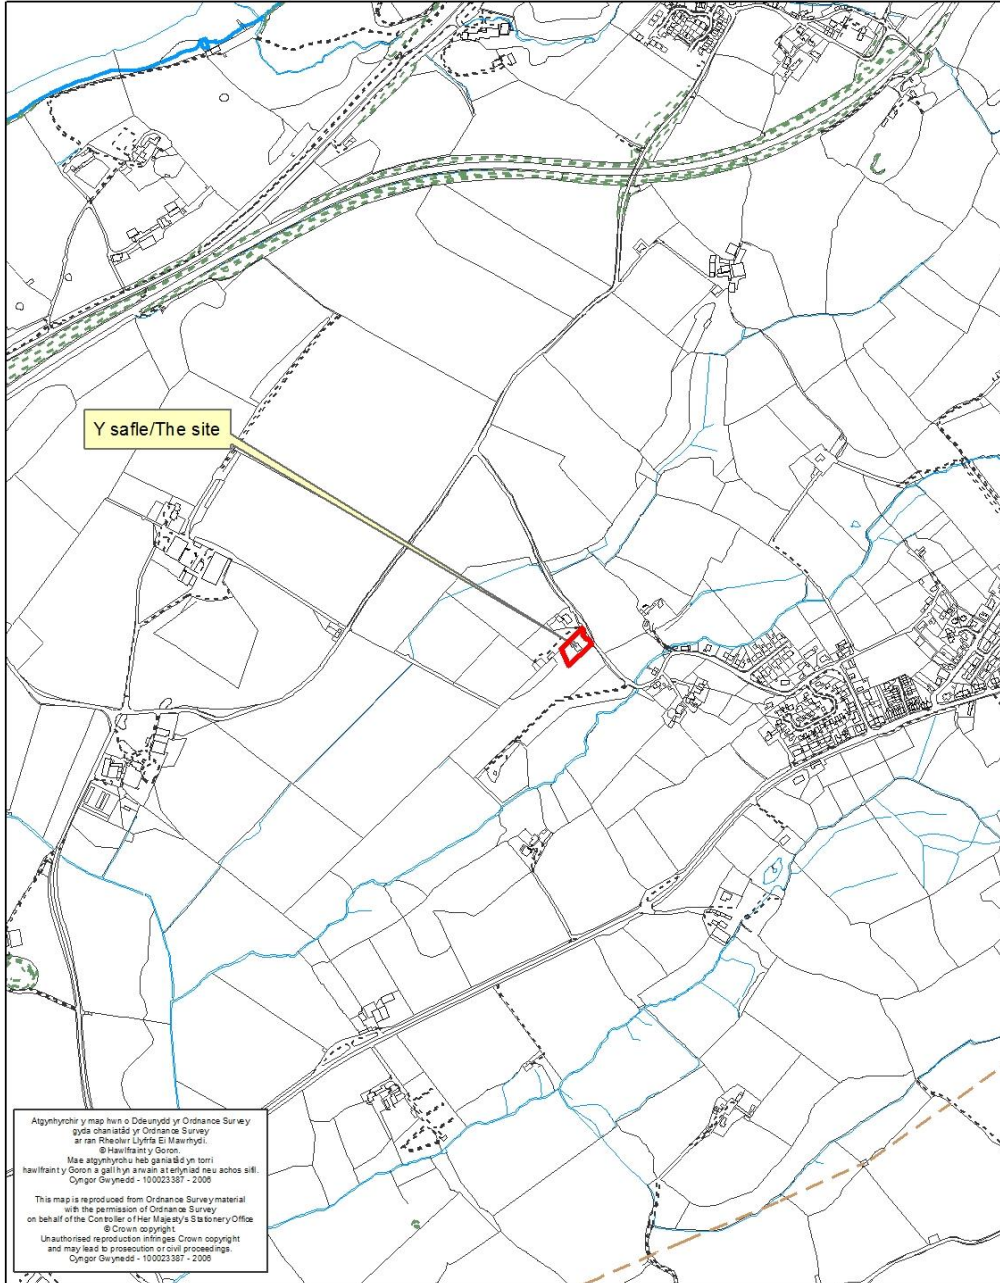 Y safle/The site
Atgynhyrchir y map hwn o Ddeunydd yr Ordnance Survey
gyda chaniatâd yr Ordnance Survey
ar ran Rheolwr Llyfrfa Ei Mawrhydi.
© Hawlfraint y Goron.
Mae atgynhyrchu heb ganiatâd yn torri
hawlfraint y Goron a gall hyn arwain at erlyniad neu achos sifil.
Cyngor Gwynedd - 100023387 - 2006
This map is reproduced from Ordnance Survey material
with the permission of Ordnance Survey
on behalf of the Controller of Her Majesty's Stationery Office
© Crown copyright.
Unauthorised reproduction infringes Crown copyright
and may lead to prosecution or civil proceedings.
Cyngor Gwynedd - 100023387 - 2006